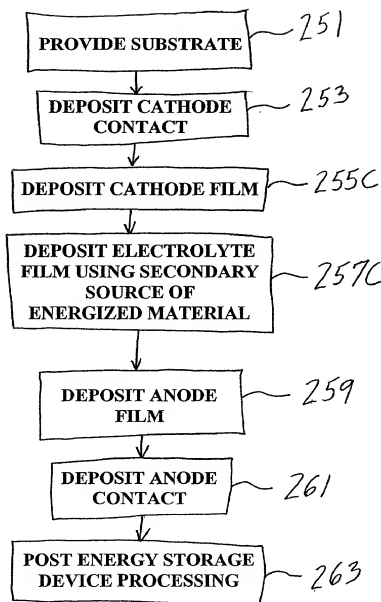 PROVIDE SUBSTRATE
251
DEPOSIT CATHODE
CONTACT
253
DEPOSIT CATHODE FILM
255C
DEPOSIT ELECTROLYTE
FILM USING SECONDARY
SOURCE OF
ENERGIZED MATERIAL
257C
DEPOSIT ANODE
FILM
259
DEPOSIT ANODE
CONTACT
261
POST ENERGY STORAGE
DEVICE PROCESSING
263